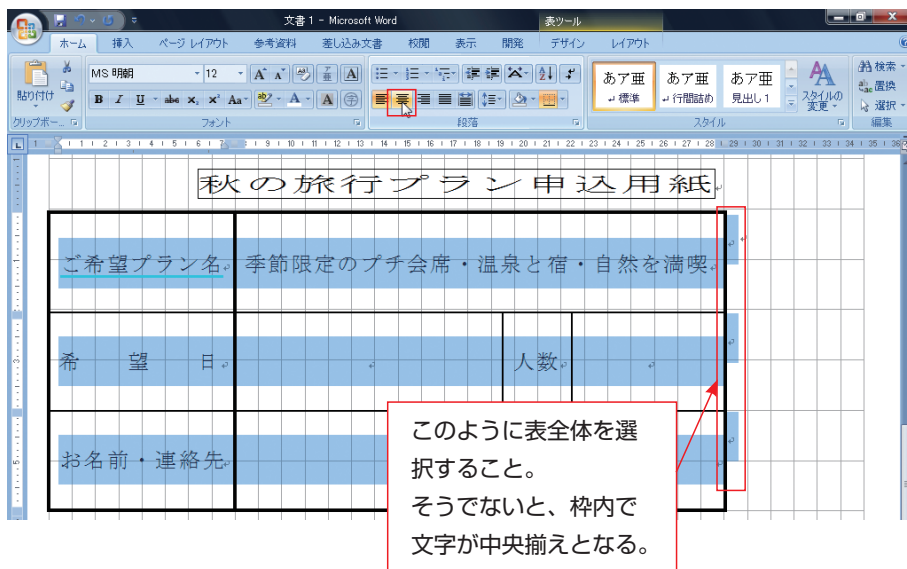 文書 1 - Microsoft Word
表ツール
ホーム 挿入 ページ レイアウト 参考資料 差し込み文書 校閲 表示 開発 デザイン レイアウト
MS 明朝 12
貼り付け
B I U abc x₂ x² Aa
あア亜 あア亜 あア亜
標準 行間詰め 見出し 1
スタイルの
変更
検索
置換
選択
クリップボー... フォント 段落 スタイル 編集
秋の旅行プラン申込用紙
ご希望プラン名 季節限定のプチ会席・温泉と宿・自然を満喫
希 望 日 人数
お名前・連絡先
このように表全体を選
択すること。
そうでないと、枠内で
文字が中央揃えとなる。